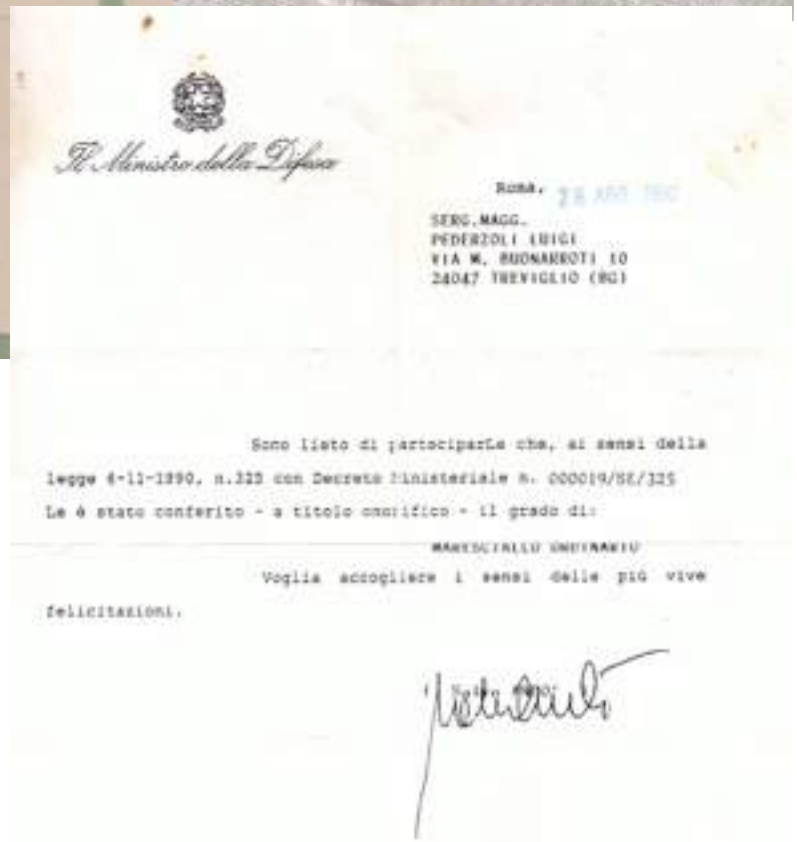 Il Ministro della Difesa
Roma, 28 AGO.
SERG.MAGG.
PEDERZOLI LUIGI
VIA M. BUONARROTI 10
24047 TREVIGLIO (BG)
Sono lieto di parteciparLe che, ai sensi della
legge 6-11-1990, n.325 con Decreto Ministeriale n. 000019/SE/325
Le è stato conferito - a titolo onorifico - il grado di:
MARESCIALLO ORDINARIO
Voglia accogliere i sensi delle più vive
felicitazioni.